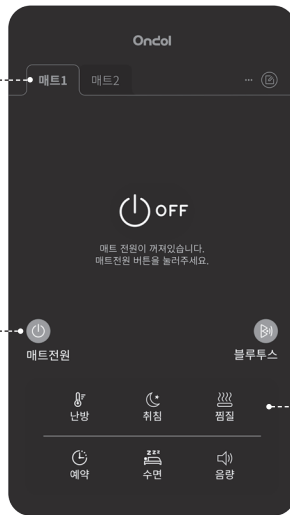 Ondol
매트1 매트2 ...
OFF
매트 전원이 꺼져있습니다.
매트전원 버튼을 눌러주세요.
매트전원 블루투스
난방 취침 찜질
예약 수면 음량